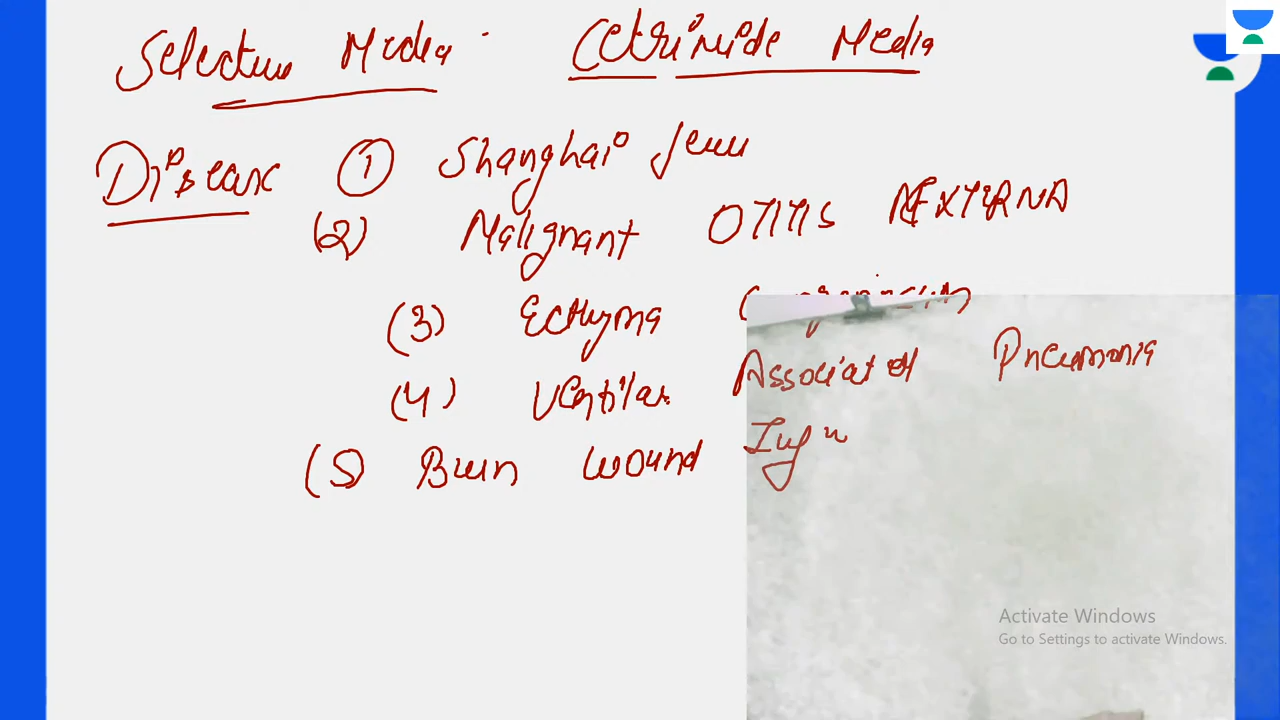 Selective Media : Cetrimide Media
Disease ① Shanghai fever
(2) Malignant OTITIS EXTERNA
(3) Ecthyma
(4) Ventilar Associated Pneumonia
(5) Burn wound Infn
Activate Windows
Go to Settings to activate Windows.